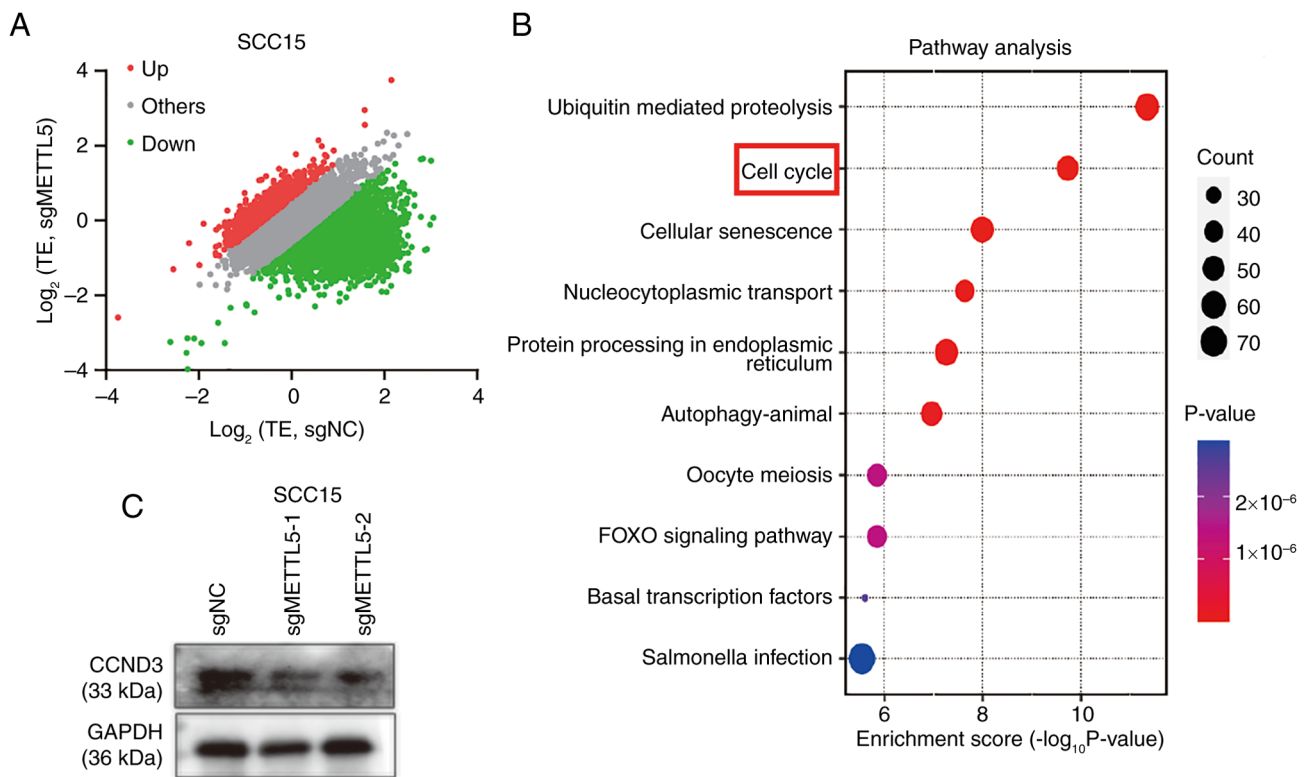 A
SCC15
Up
Others
Down
Log2 (TE, sgMETTL5)
4
2
0
−2
−4
−4
−2
0
2
4
Log2 (TE, sgNC)
B
Pathway analysis
Ubiquitin mediated proteolysis
Cell cycle
Cellular senescence
Nucleocytoplasmic transport
Protein processing in endoplasmic
reticulum
Autophagy-animal
Oocyte meiosis
FOXO signaling pathway
Basal transcription factors
Salmonella infection
6
8
10
Enrichment score (-log10P-value)
Count
30
40
50
60
70
P-value
2×10−6
1×10−6
C
SCC15
sgNC
sgMETTL5-1
sgMETTL5-2
CCND3
(33 kDa)
GAPDH
(36 kDa)